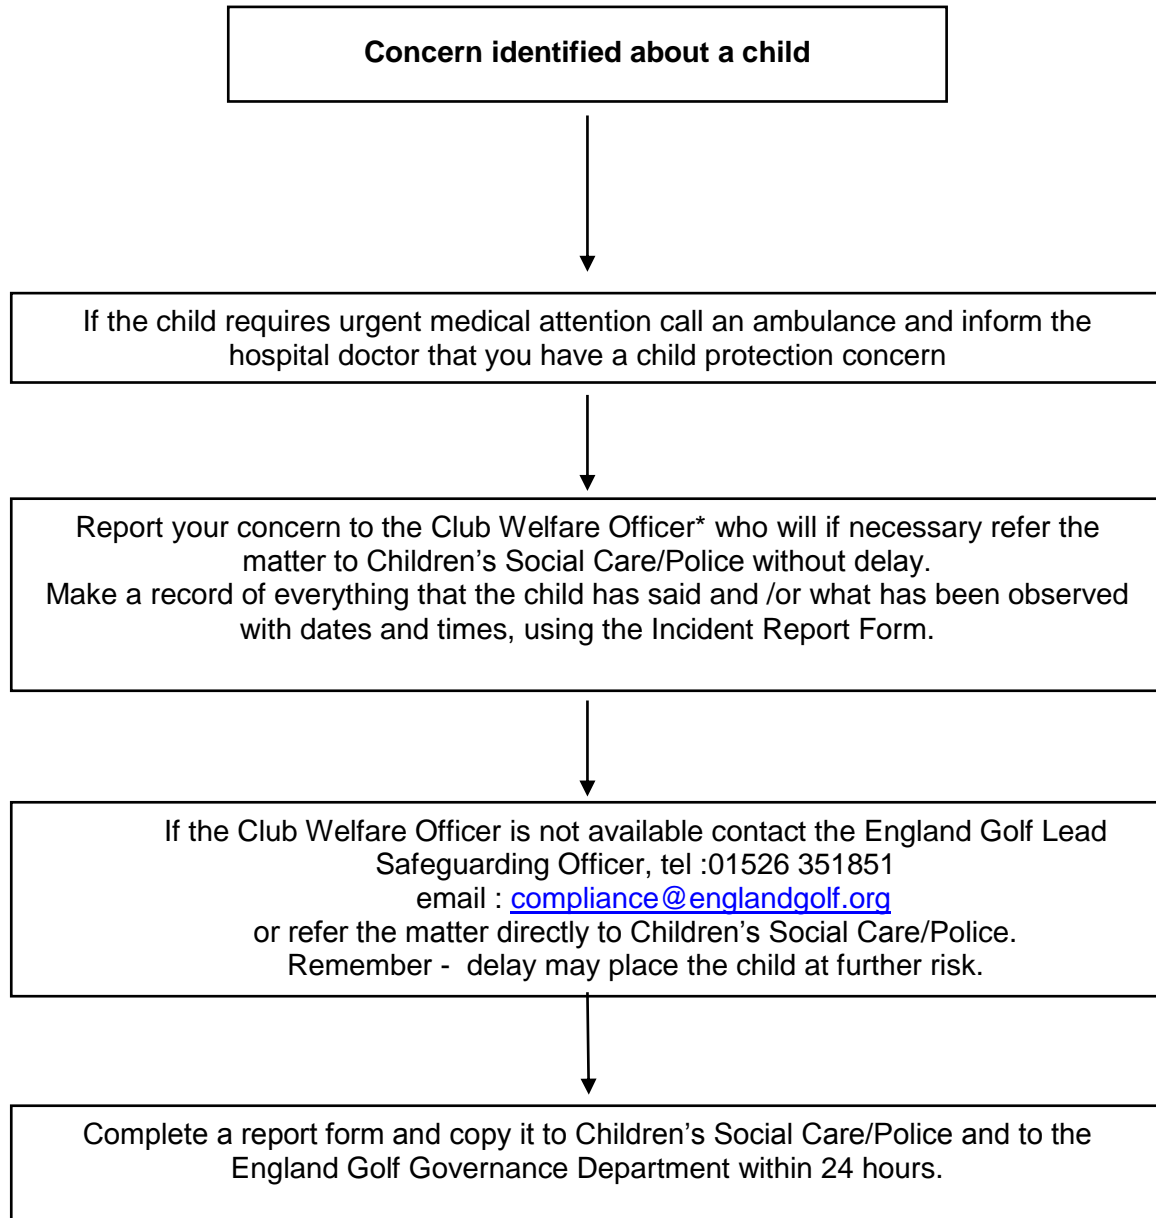 Concern identified about a child
If the child requires urgent medical attention call an ambulance and inform the
hospital doctor that you have a child protection concern
Report your concern to the Club Welfare Officer* who will if necessary refer the
matter to Children’s Social Care/Police without delay.
Make a record of everything that the child has said and /or what has been observed
with dates and times, using the Incident Report Form.
If the Club Welfare Officer is not available contact the England Golf Lead
Safeguarding Officer, tel :01526 351851
email : compliance@englandgolf.org
or refer the matter directly to Children’s Social Care/Police.
Remember -  delay may place the child at further risk.
Complete a report form and copy it to Children’s Social Care/Police and to the
England Golf Governance Department within 24 hours.